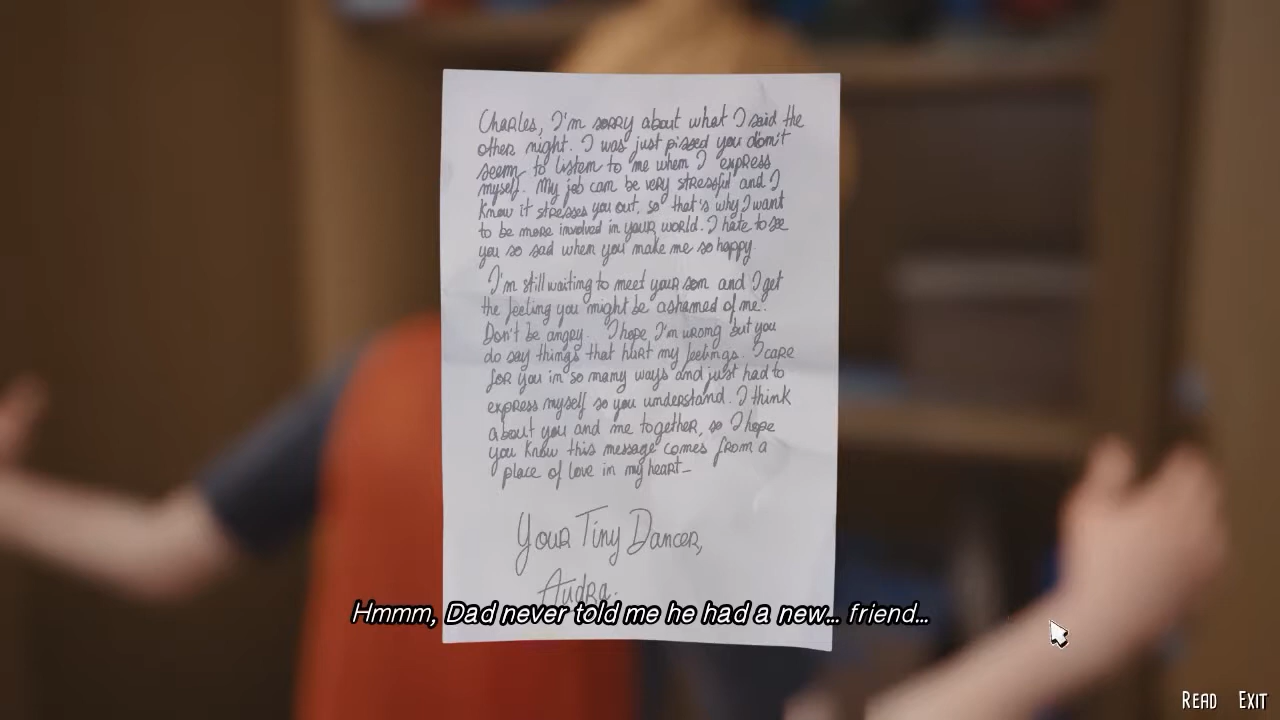 Charles, I'm sorry about what I said the
other night. I was just pissed you don't
seem to listen to me when I express
myself. My job can be very stressful and I
know it stresses you out, so that's why I want
to be more involved in your world. I hate to see
you so sad when you make me so happy.
I'm still waiting to meet your son and I get
the feeling you might be ashamed of me.
Don't be angry. I hope I'm wrong but you
do say things that hurt my feelings. I care
for you in so many ways and just had to
express myself so you understand. I think
about you and me together, so I hope
you know this message comes from a
place of love in my heart—
Your Tiny Dancer,
Audra.
Hmmm, Dad never told me he had a new... friend...
Read Exit